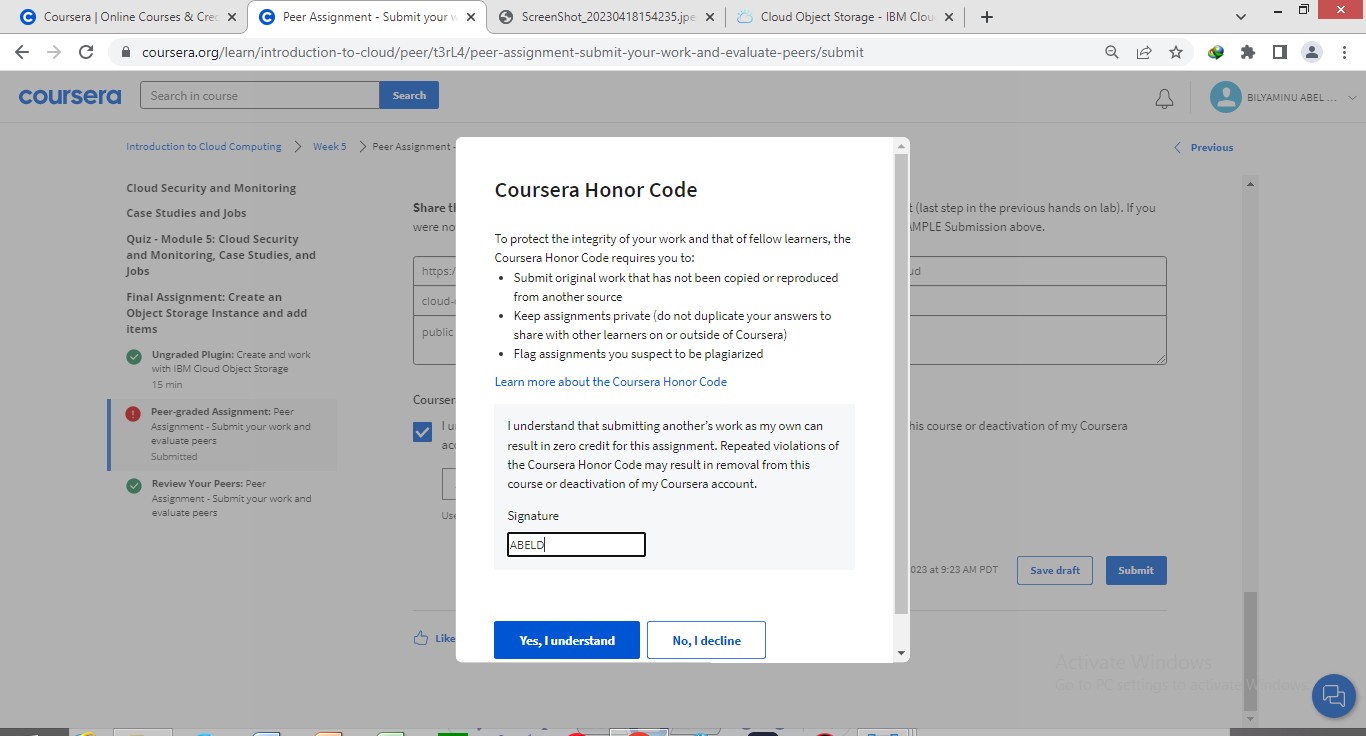 Coursera | Online Courses & Cre
Peer Assignment - Submit your w
ScreenShot_20230418154235.jpe
Cloud Object Storage - IBM Clou
coursera.org/learn/introduction-to-cloud/peer/t3rL4/peer-assignment-submit-your-work-and-evaluate-peers/submit
coursera
Search in course
Search
BILYAMINU ABEL ...
Introduction to Cloud Computing
Week 5
Peer Assignment -
Previous
Cloud Security and Monitoring
Case Studies and Jobs
Quiz - Module 5: Cloud Security
and Monitoring, Case Studies, and
Jobs
Final Assignment: Create an
Object Storage Instance and add
items
Ungraded Plugin: Create and work
with IBM Cloud Object Storage
15 min
Peer-graded Assignment: Peer
Assignment - Submit your work and
evaluate peers
Submitted
Review Your Peers: Peer
Assignment - Submit your work and
evaluate peers
Share t
t (last step in the previous hands on lab). If you
were no
MPLE Submission above.
https:/
ud
cloud-
public
Courser
I u
his course or deactivation of my Coursera
acc
Use
023 at 9:23 AM PDT
Save draft
Submit
Like
Coursera Honor Code
To protect the integrity of your work and that of fellow learners, the
Coursera Honor Code requires you to:
• Submit original work that has not been copied or reproduced
from another source
• Keep assignments private (do not duplicate your answers to
share with other learners on or outside of Coursera)
• Flag assignments you suspect to be plagiarized
Learn more about the Coursera Honor Code
I understand that submitting another's work as my own can
result in zero credit for this assignment. Repeated violations of
the Coursera Honor Code may result in removal from this
course or deactivation of my Coursera account.
Signature
ABELD
Yes, I understand
No, I decline
Activate Windows
Go to PC settings to activate Windows.